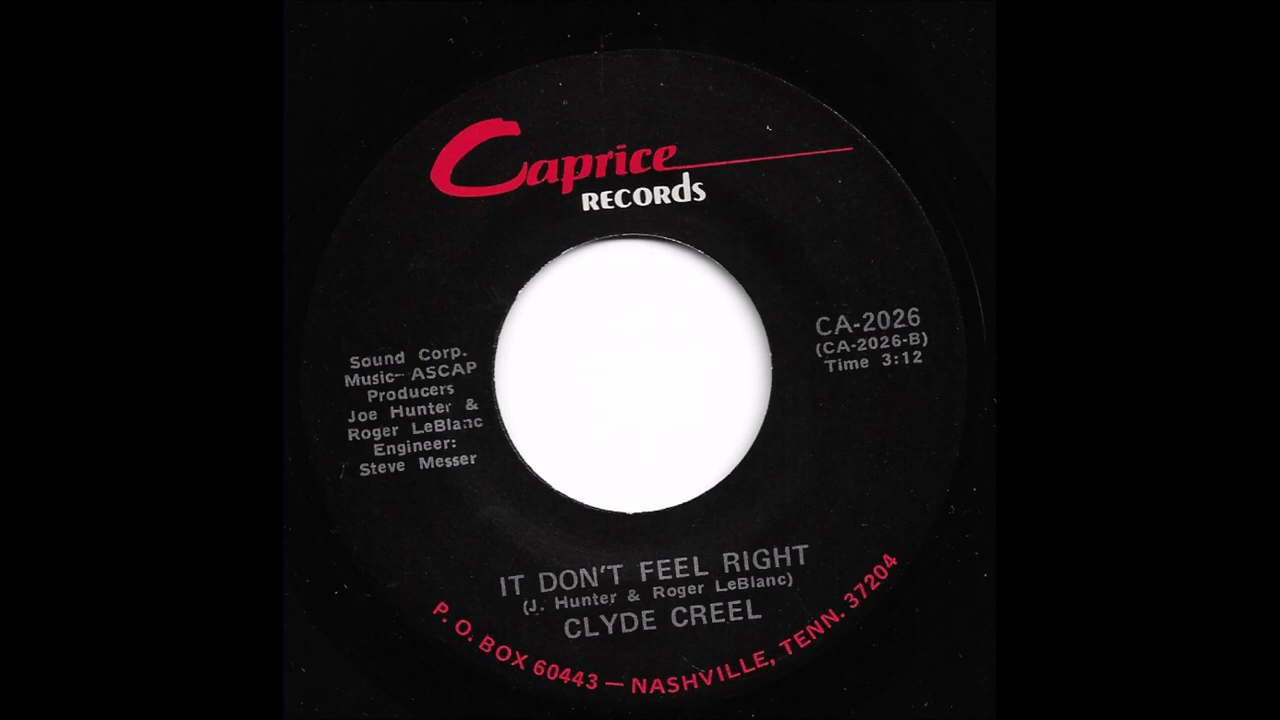 Caprice
RECORDS
CA-2026
(CA-2026-B)
Time 3:12
Sound Corp.
Music- ASCAP
Producers
Joe Hunter &
Roger LeBlanc
Engineer:
Steve Messer
IT DON'T FEEL RIGHT
(J. Hunter & Roger LeBlanc)
CLYDE CREEL
P. O. BOX 60443 — NASHVILLE, TENN. 37204